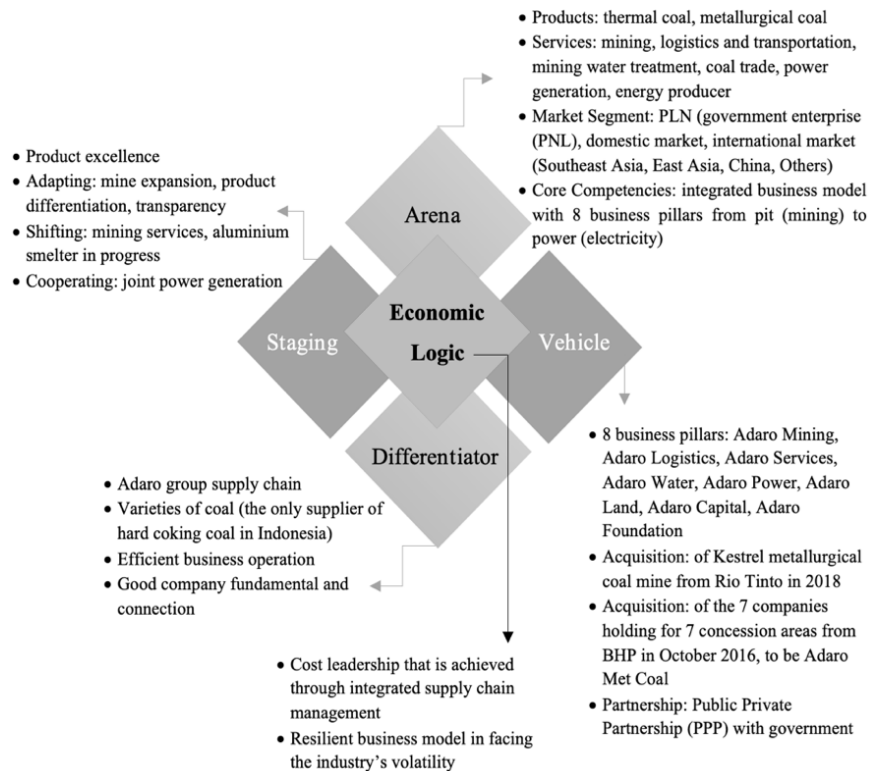 • Products: thermal coal, metallurgical coal
• Services: mining, logistics and transportation,
mining water treatment, coal trade, power
generation, energy producer
• Market Segment: PLN (government enterprise
(PNL), domestic market, international market
(Southeast Asia, East Asia, China, Others)
• Core Competencies: integrated business model
with 8 business pillars from pit (mining) to
power (electricity)
• Product excellence
• Adapting: mine expansion, product
differentiation, transparency
• Shifting: mining services, aluminium
smelter in progress
• Cooperating: joint power generation
Arena
Staging
Economic
Logic
Vehicle
Differentiator
• Adaro group supply chain
• Varieties of coal (the only supplier of
hard coking coal in Indonesia)
• Efficient business operation
• Good company fundamental and
connection
• 8 business pillars: Adaro Mining,
Adaro Logistics, Adaro Services,
Adaro Water, Adaro Power, Adaro
Land, Adaro Capital, Adaro
Foundation
• Acquisition: of Kestrel metallurgical
coal mine from Rio Tinto in 2018
• Acquisition: of the 7 companies
holding for 7 concession areas from
BHP in October 2016, to be Adaro
Met Coal
• Partnership: Public Private
Partnership (PPP) with government
• Cost leadership that is achieved
through integrated supply chain
management
• Resilient business model in facing
the industry's volatility